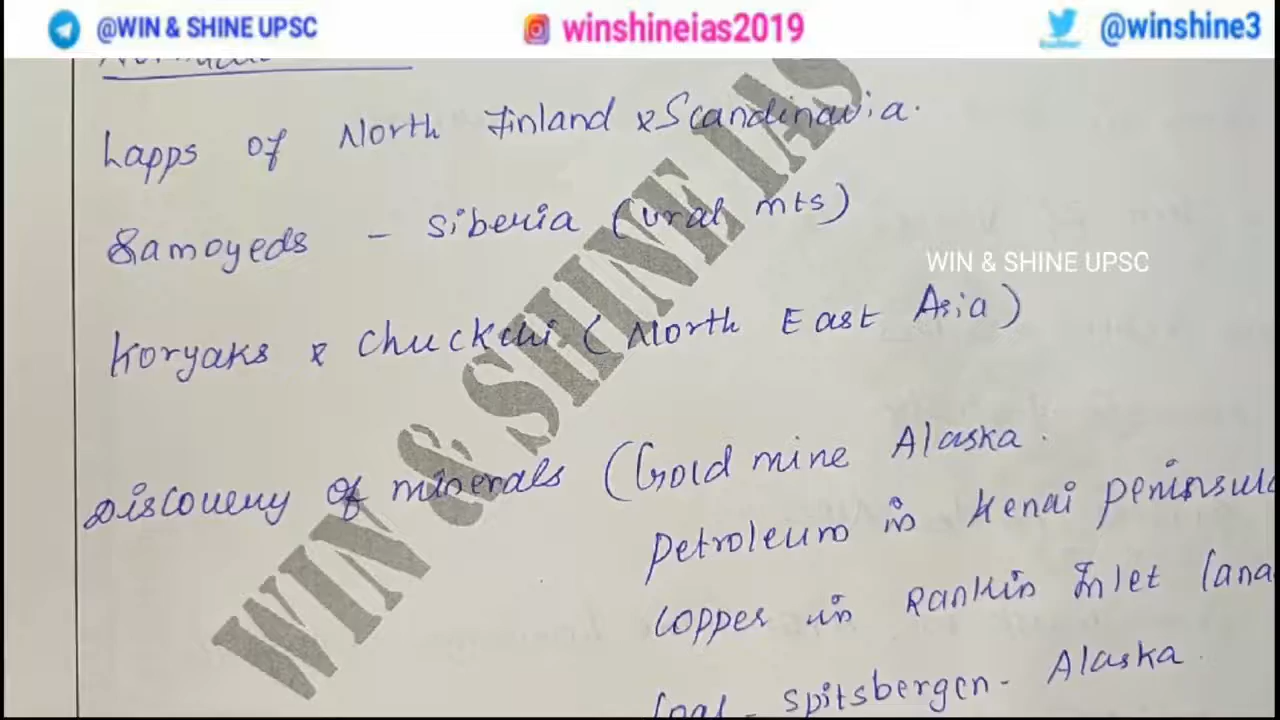 @WIN & SHINE UPSC winshineias2019 @winshine3
Lapps of North Finland & Scandinavia.
Samoyeds - Siberia (ural mts)
WIN & SHINE UPSC
Koryaks & Chuckchi (North East Asia)
Discovery of minerals (Gold mine Alaska.
petroleum in Kenai peninsula
copper in Rankin Inlet Cana
Coal - Spitsbergen - Alaska.
WIN & SHINE IAS